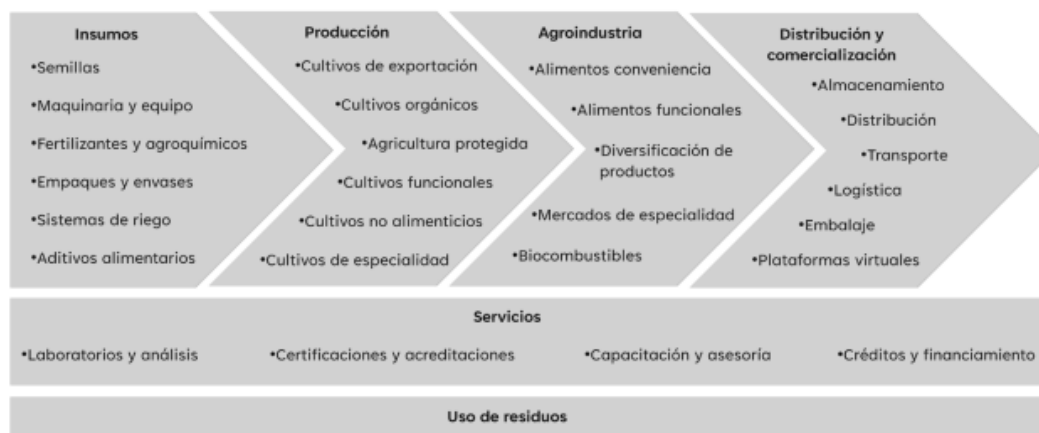 Insumos
•Semillas
•Maquinaria y equipo
•Fertilizantes y agroquímicos
•Empaques y envases
•Sistemas de riego
•Aditivos alimentarios
Producción
•Cultivos de exportación
•Cultivos orgánicos
•Agricultura protegida
•Cultivos funcionales
•Cultivos no alimenticios
•Cultivos de especialidad
Agroindustria
•Alimentos conveniencia
•Alimentos funcionales
•Diversificación de
productos
•Mercados de especialidad
•Biocombustibles
Distribución y
comercialización
•Almacenamiento
•Distribución
•Transporte
•Logística
•Embalaje
•Plataformas virtuales
Servicios
•Laboratorios y análisis
•Certificaciones y acreditaciones
•Capacitación y asesoría
•Créditos y financiamiento
Uso de residuos